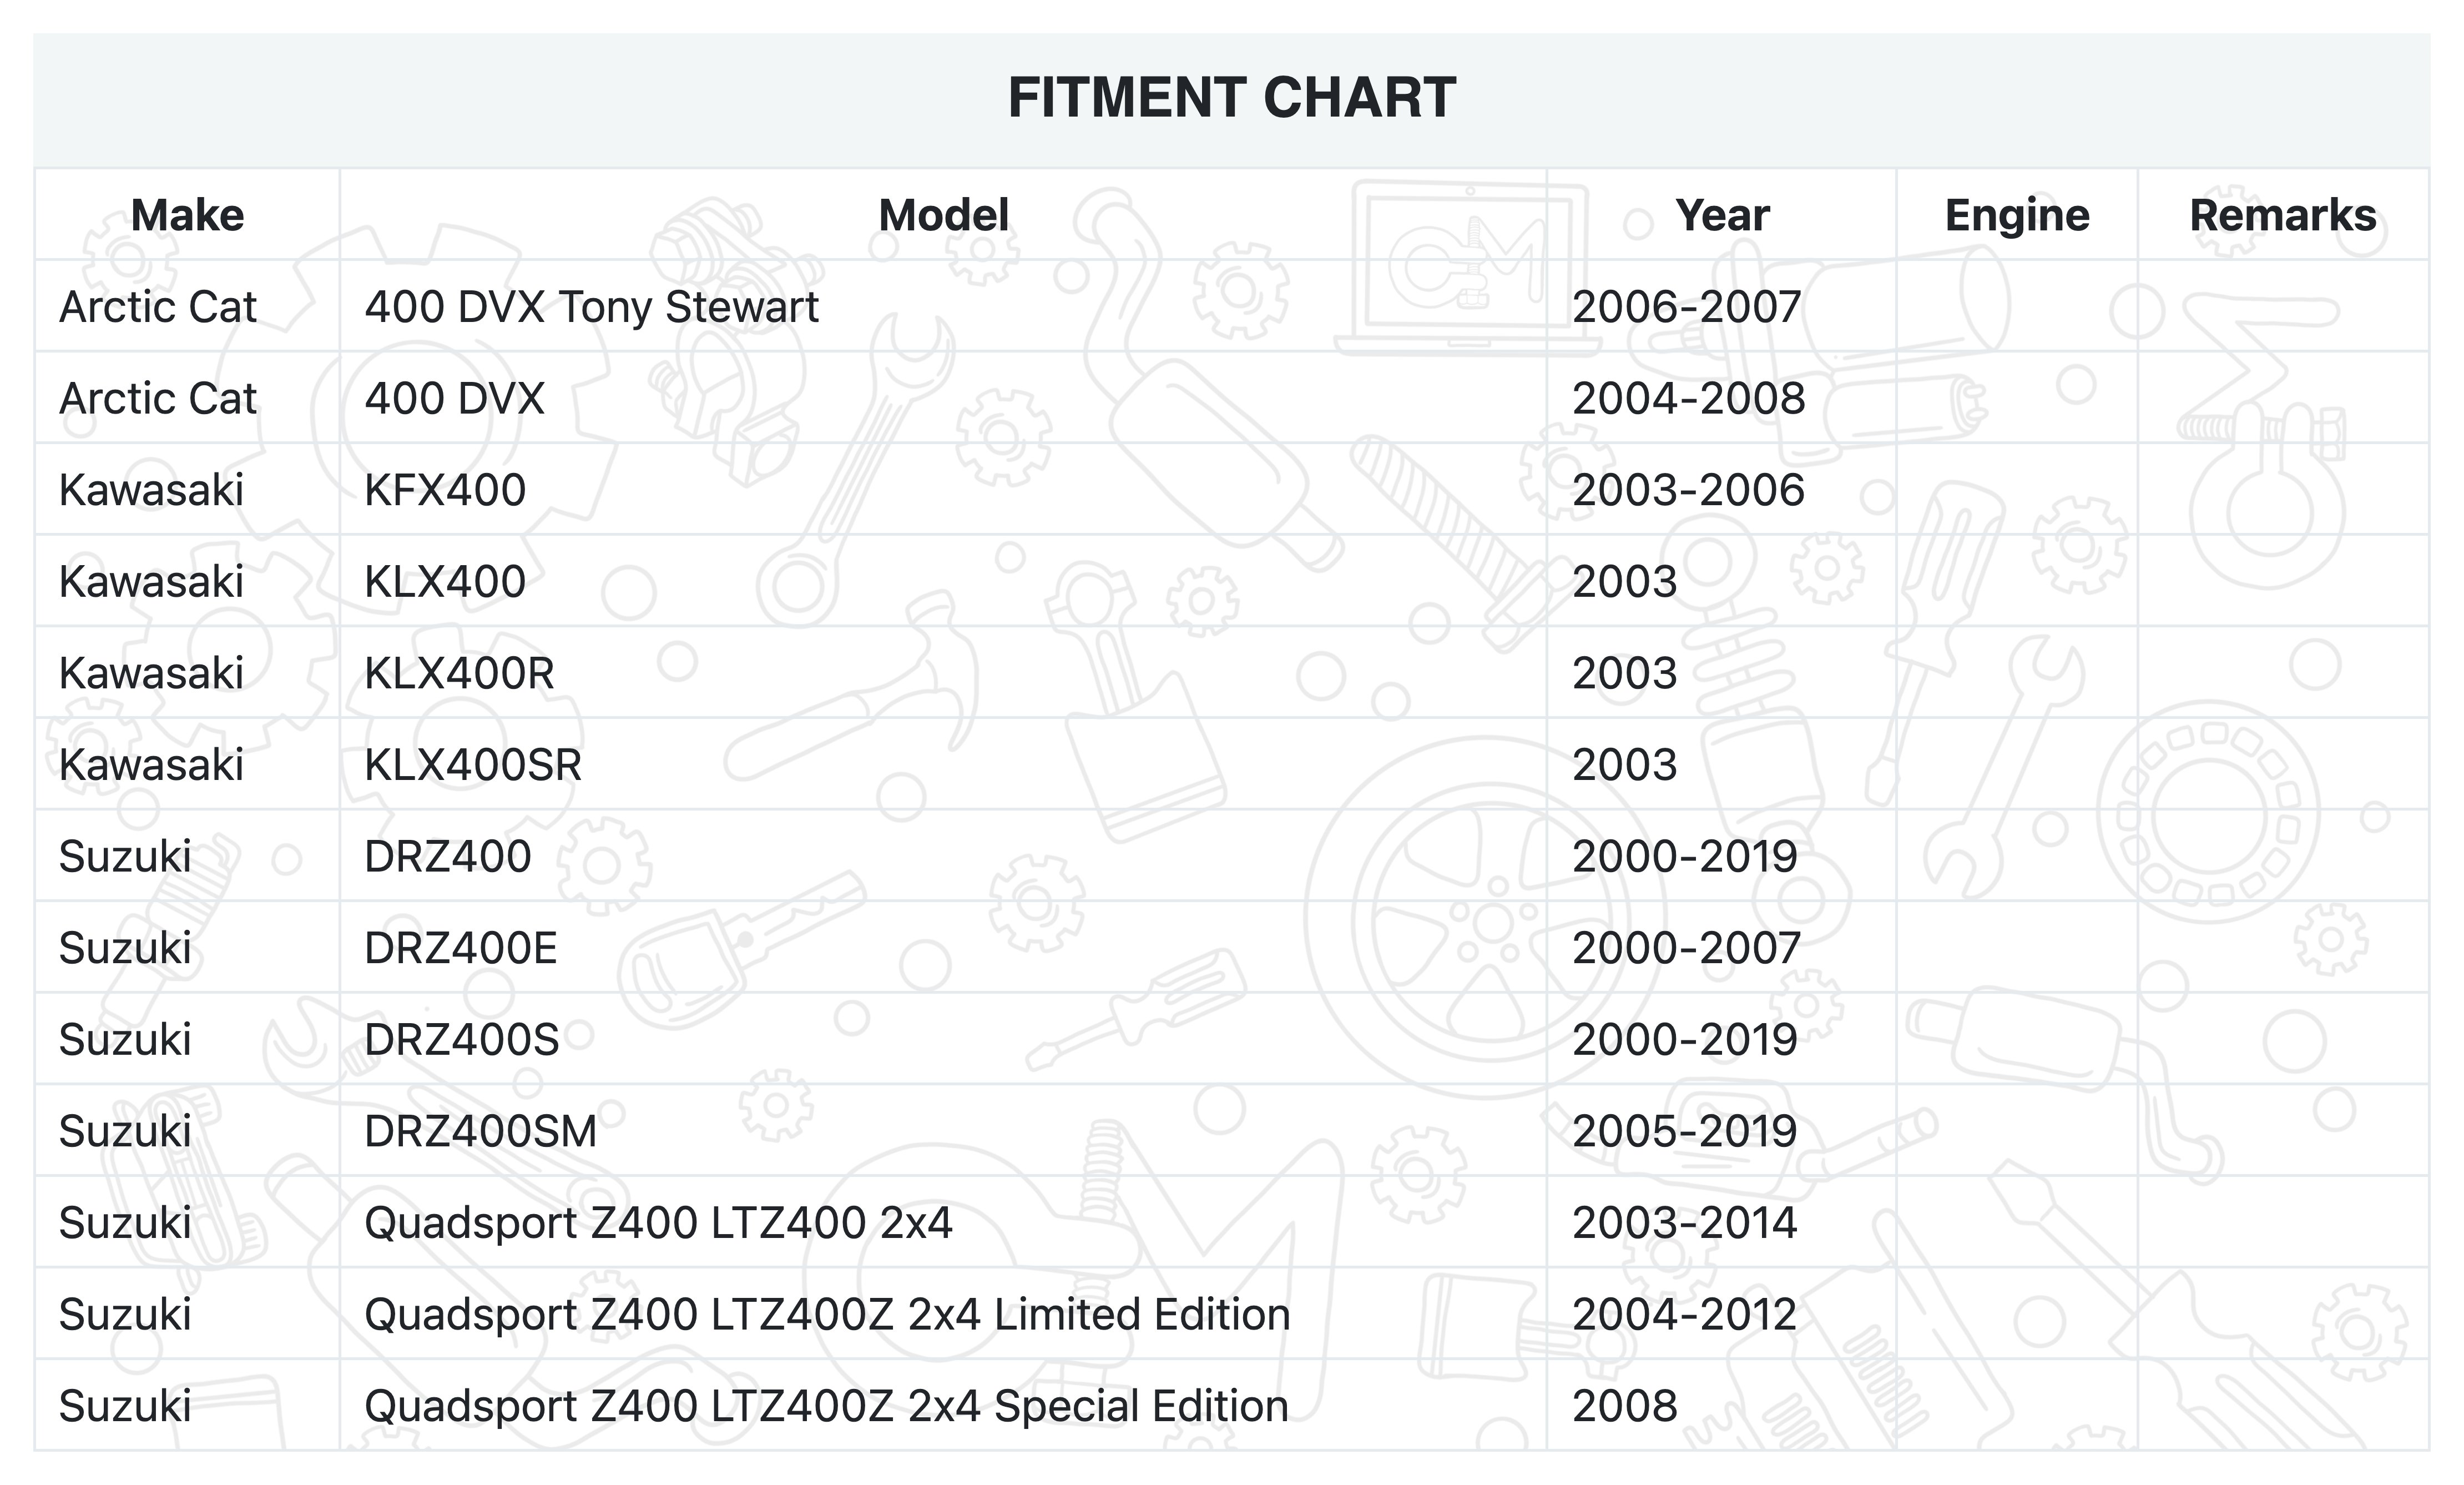 FITMENT CHART
Make Model Year Engine Remarks
Arctic Cat 400 DVX Tony Stewart 2006-2007
Arctic Cat 400 DVX 2004-2008
Kawasaki KFX400 2003-2006
Kawasaki KLX400 2003
Kawasaki KLX400R 2003
Kawasaki KLX400SR 2003
Suzuki DRZ400 2000-2019
Suzuki DRZ400E 2000-2007
Suzuki DRZ400S 2000-2019
Suzuki DRZ400SM 2005-2019
Suzuki Quadsport Z400 LTZ400 2x4 2003-2014
Suzuki Quadsport Z400 LTZ400Z 2x4 Limited Edition 2004-2012
Suzuki Quadsport Z400 LTZ400Z 2x4 Special Edition 2008